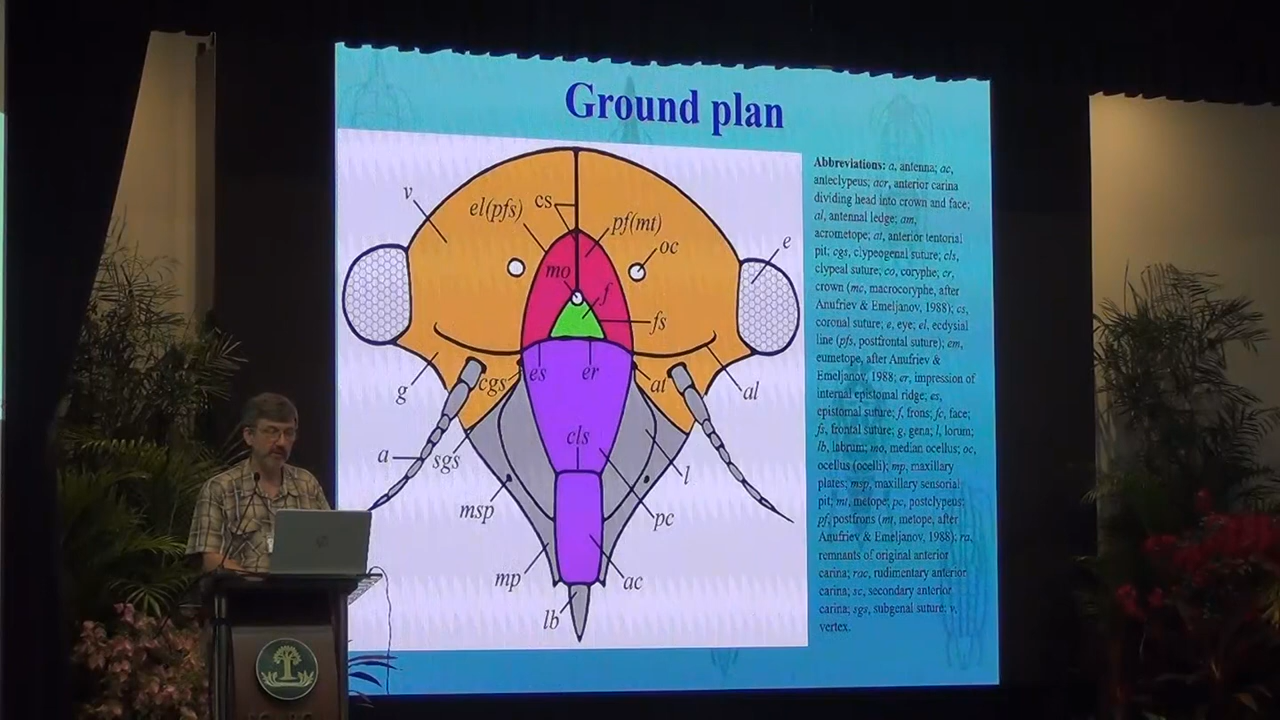 Ground plan
v
el(pfs)
cs
pf(mt)
oc
e
mo
f
fs
g
cgs
es
er
at
al
a
sgs
cls
l
msp
pc
mp
ac
lb
Abbreviations: a, antenna; ac,
anteclypeus; acr, anterior carina
dividing head into crown and face;
al, antennal ledge; am,
acrometope; at, anterior tentorial
pit; cgs, clypeogenal suture; cls,
clypeal suture; co, coryphe; cr,
crown (mc, macrocoryphe, after
Anufriev & Emeljanov, 1988); cs,
coronal suture; e, eye; el, ecdysial
line (pfs, postfrontal suture); em,
eumetope, after Anufriev &
Emeljanov, 1988; er, impression of
internal epistomal ridge; es,
epistomal suture; f, frons; fc, face;
fs, frontal suture; g, gena; l, lorum;
lb, labrum; mo, median ocellus; oc,
ocellus (ocelli); mp, maxillary
plates; msp, maxillary sensorial
pit; mt, metope; pc, postclypeus;
pf, postfrons (mt, metope, after
Anufriev & Emeljanov, 1988); ra,
remnants of original anterior
carina; rac, rudimentary anterior
carina; sc, secondary anterior
carina; sgs, subgenal suture; v,
vertex.